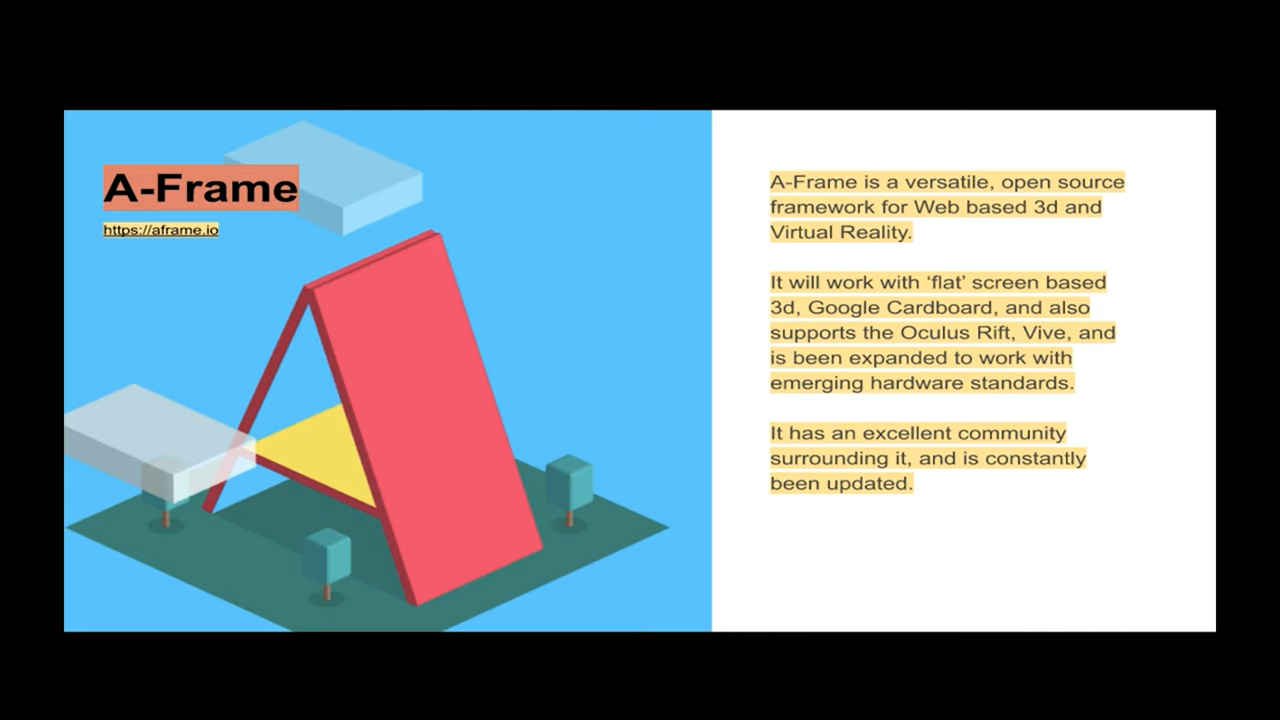 A-Frame
https://aframe.io
A-Frame is a versatile, open source
framework for Web based 3d and
Virtual Reality.
It will work with ‘flat’ screen based
3d, Google Cardboard, and also
supports the Oculus Rift, Vive, and
is been expanded to work with
emerging hardware standards.
It has an excellent community
surrounding it, and is constantly
been updated.